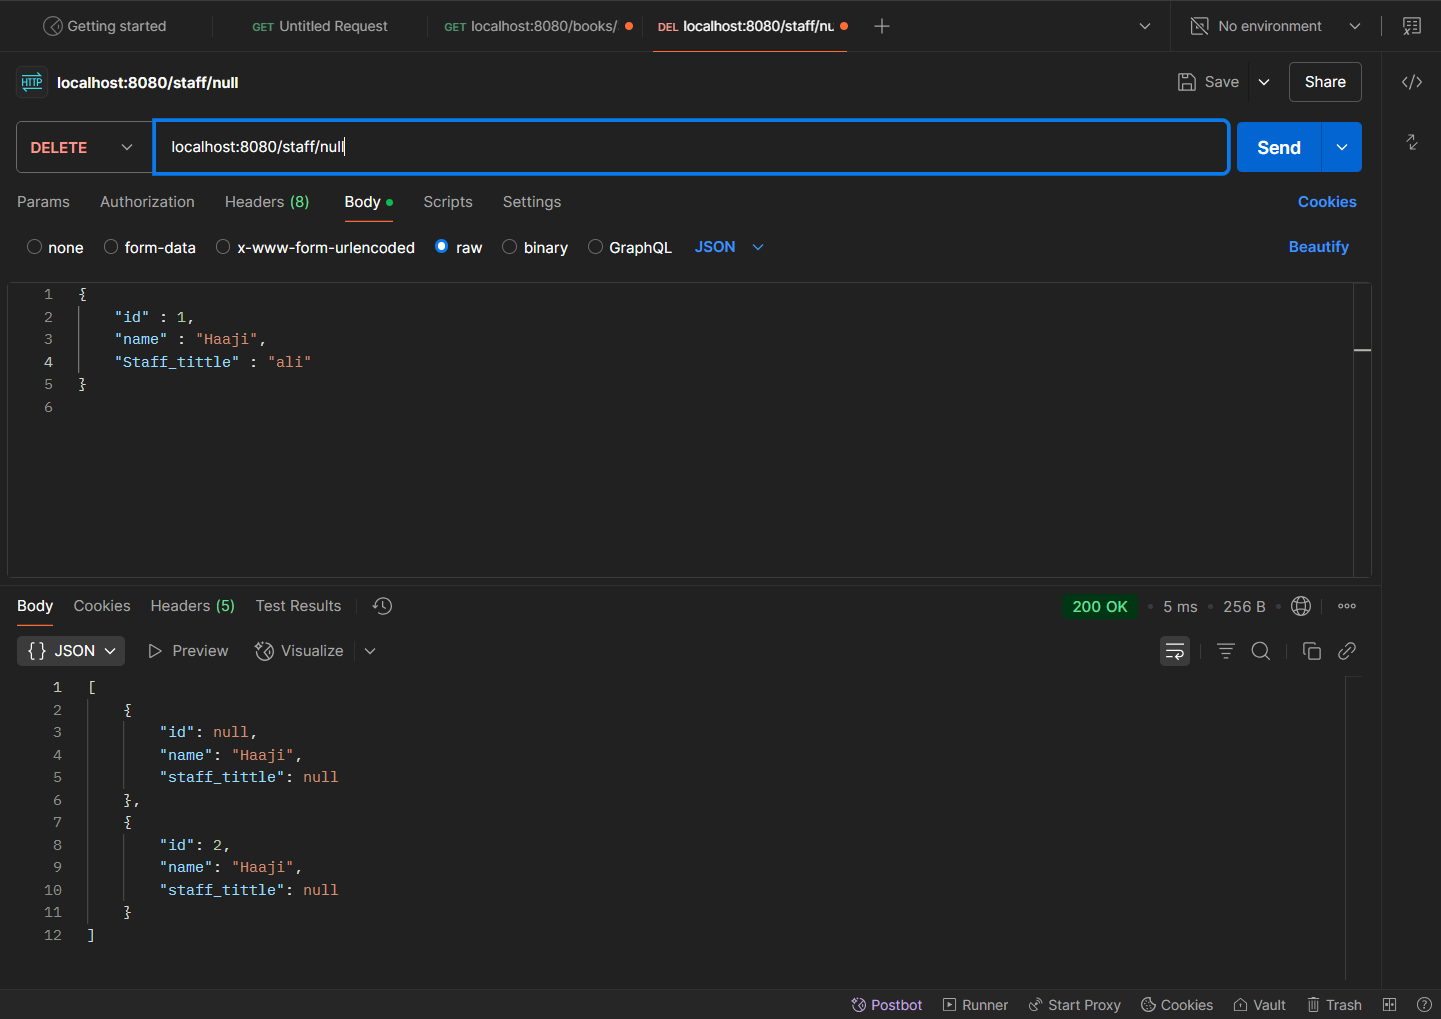 Getting started
GET Untitled Request
GET localhost:8080/books/
DEL localhost:8080/staff/nu
No environment
HTTP localhost:8080/staff/null
Save
Share
DELETE
localhost:8080/staff/null
Send
Params Authorization Headers (8) Body Scripts Settings Cookies
none form-data x-www-form-urlencoded raw binary GraphQL JSON Beautify
1 {
2 "id" : 1,
3 "name" : "Haaji",
4 "Staff_tittle" : "ali"
5 }
6
Body Cookies Headers (5) Test Results 200 OK 5 ms 256 B
{ } JSON Preview Visualize
1 [
2 {
3 "id": null,
4 "name": "Haaji",
5 "staff_tittle": null
6 },
7 {
8 "id": 2,
9 "name": "Haaji",
10 "staff_tittle": null
11 }
12 ]
Postbot Runner Start Proxy Cookies Vault Trash